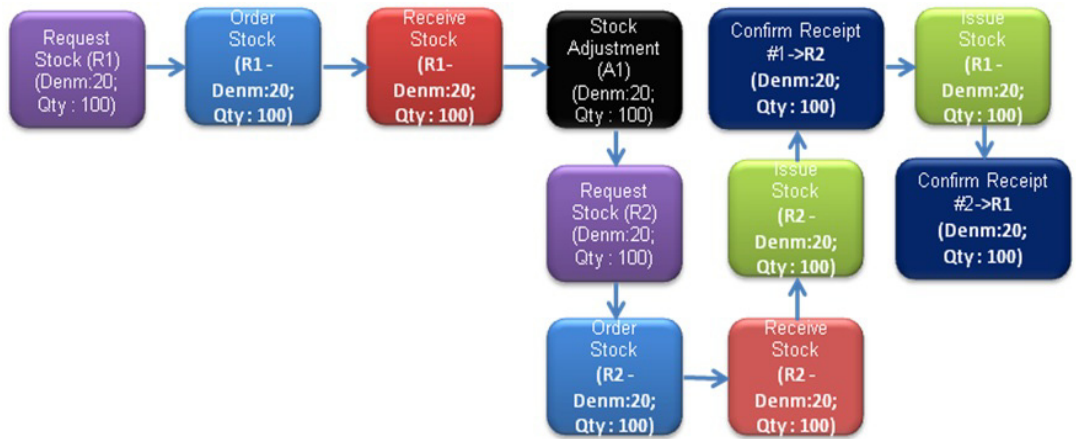 Request
Stock (R1)
(Denm:20;
Qty : 100)
Order
Stock
(R1 -
Denm:20;
Qty : 100)
Receive
Stock
(R1-
Denm:20;
Qty : 100)
Stock
Adjustment
(A1)
(Denm:20;
Qty : 100)
Request
Stock (R2)
(Denm:20;
Qty : 100)
Order
Stock
(R2 -
Denm:20;
Qty : 100)
Receive
Stock
(R2 -
Denm:20;
Qty : 100)
Issue
Stock
(R2 -
Denm:20;
Qty : 100)
Confirm Receipt
#1->R2
(Denm:20;
Qty : 100)
Issue
Stock
(R1 -
Denm:20;
Qty : 100)
Confirm Receipt
#2->R1
(Denm:20;
Qty : 100)